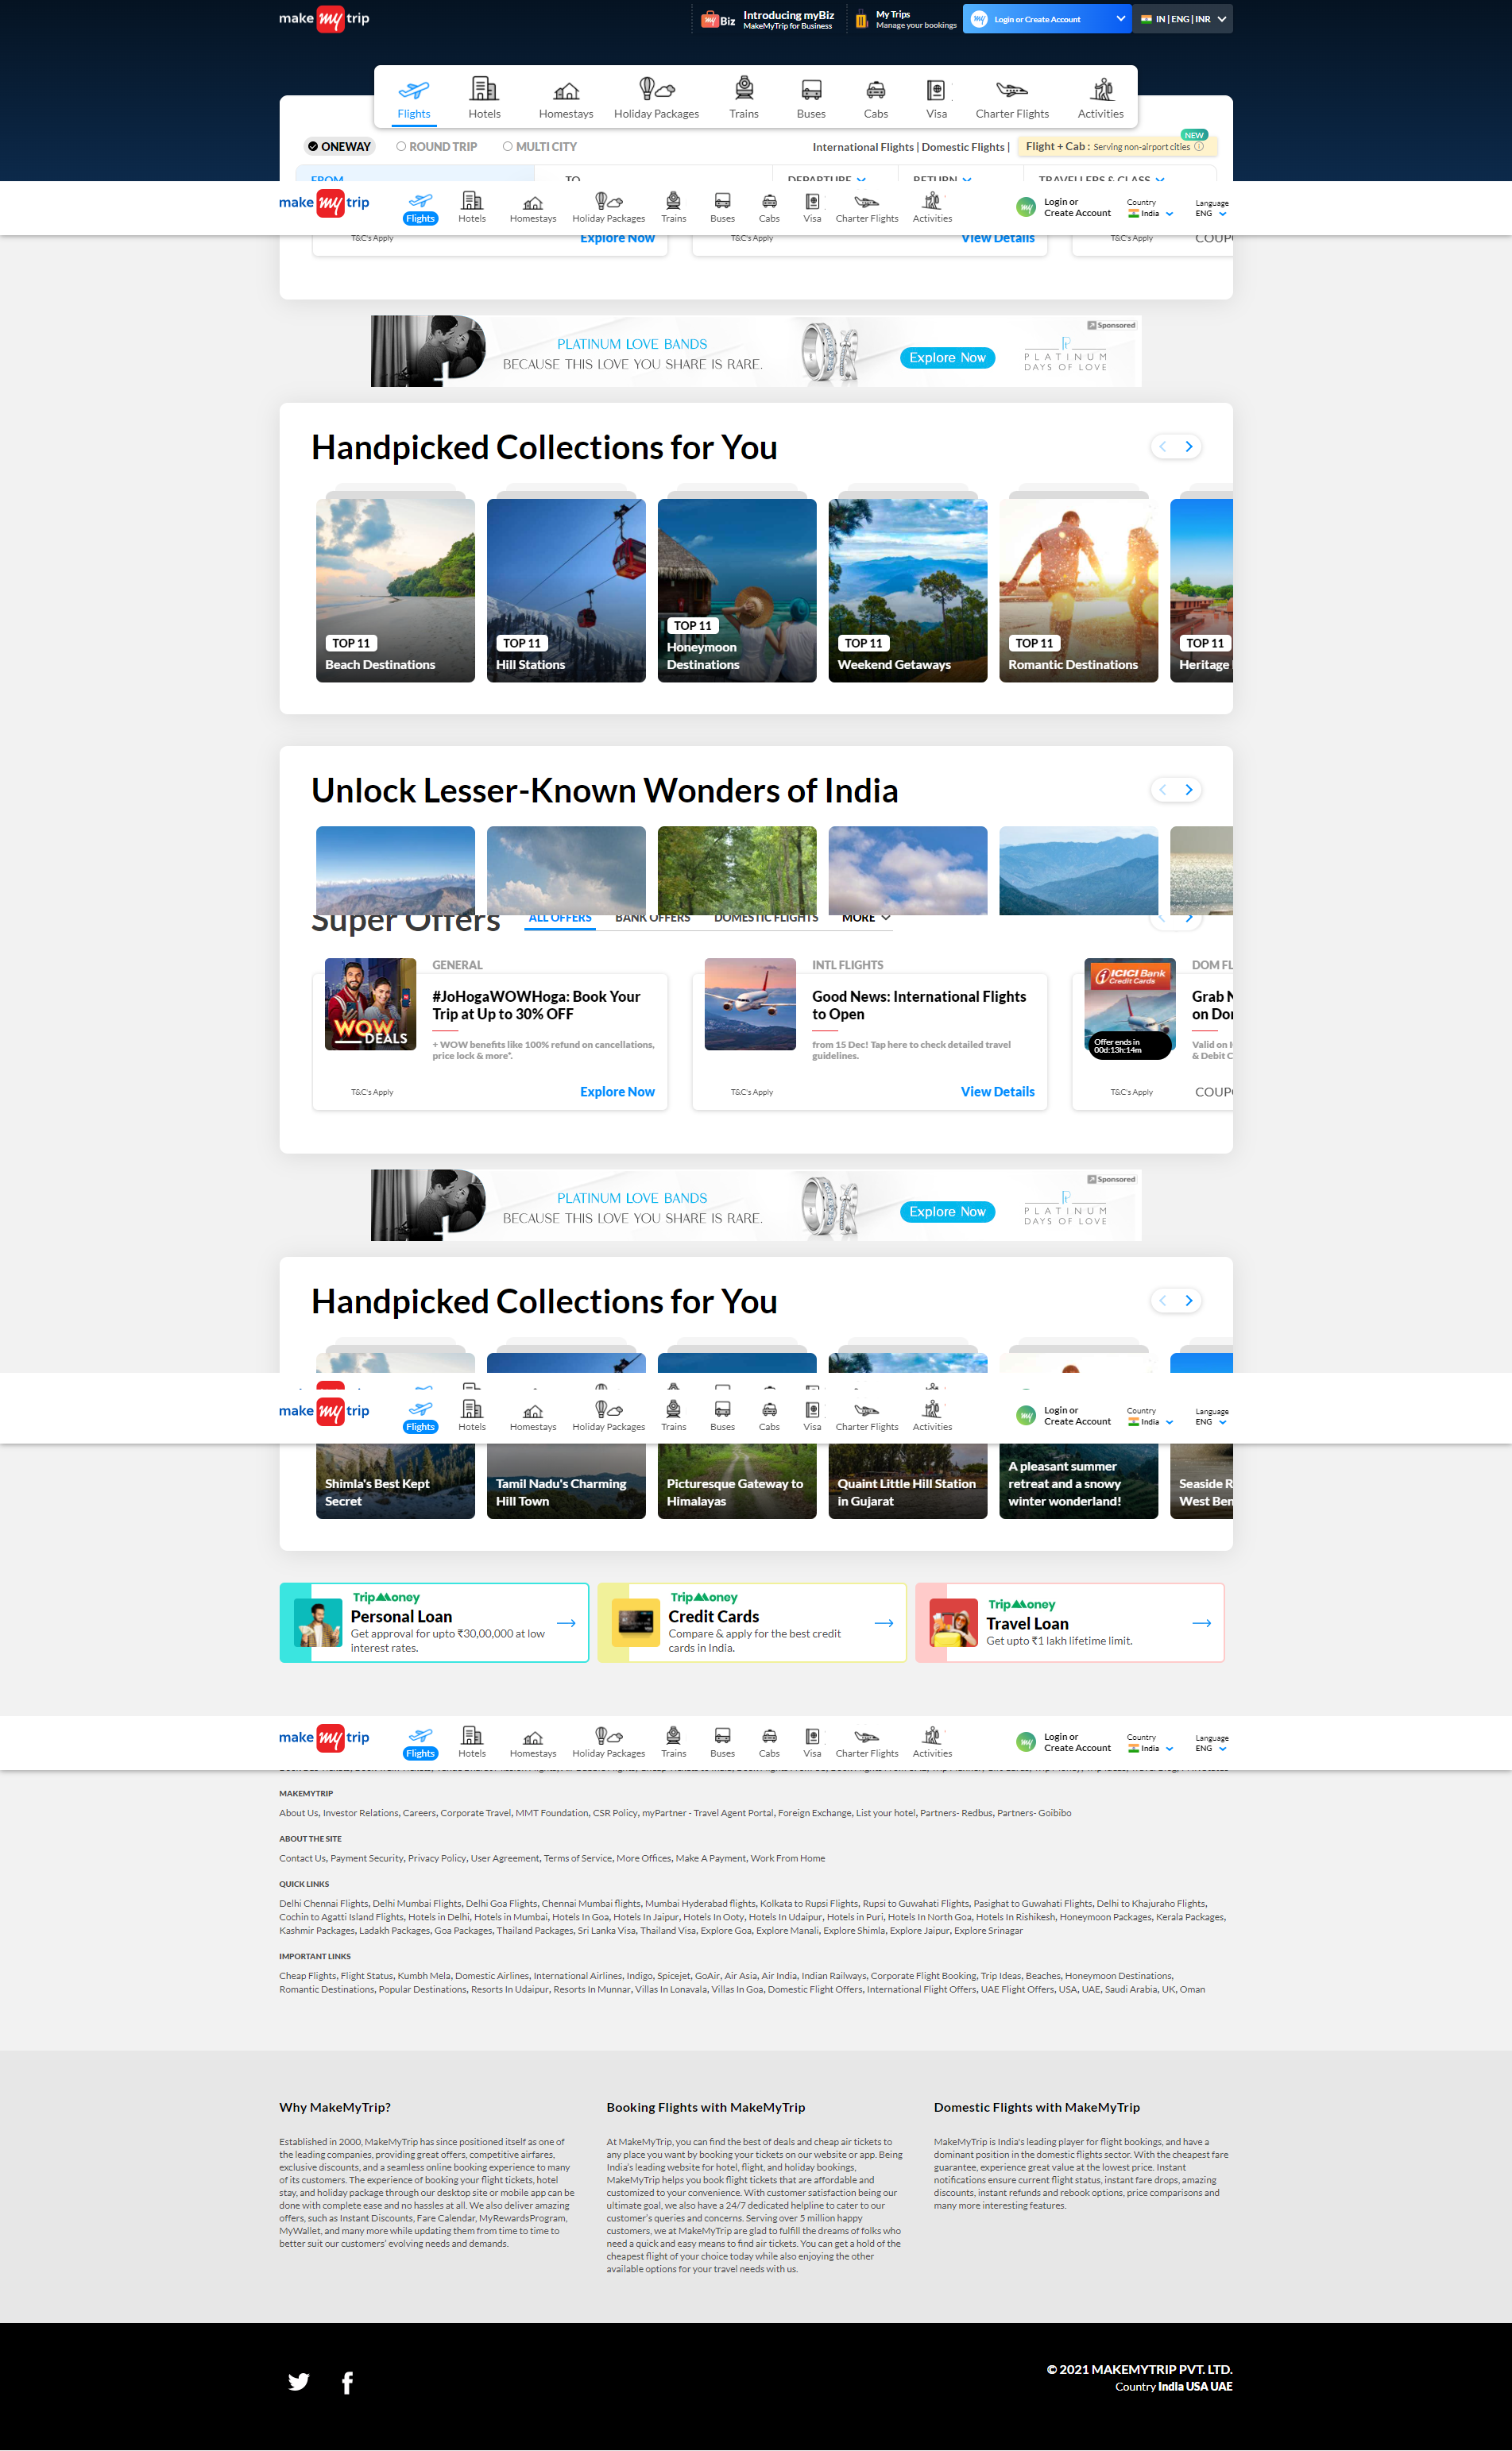 make my trip
my Biz
Introducing myBiz
MakeMyTrip for Business
My Trips
Manage your bookings
my
Login or Create Account
IN | ENG | INR
Flights
Hotels
Homestays
Holiday Packages
Trains
Buses
Cabs
Visa
Charter Flights
Activities
ONEWAY
ROUND TRIP
MULTI CITY
International Flights | Domestic Flights |
NEW
Flight + Cab : Serving non-airport cities
FROM
TO
DEPARTURE
RETURN
TRAVELLERS & CLASS
make my trip
Flights
Hotels
Homestays
Holiday Packages
Trains
Buses
Cabs
Visa
Charter Flights
Activities
my
Login or
Create Account
Country
India
Language
ENG
T&C's Apply
Explore Now
T&C's Apply
View Details
T&C's Apply
COUP
Sponsored
PLATINUM LOVE BANDS
BECAUSE THIS LOVE YOU SHARE IS RARE.
Explore Now
PLATINUM
DAYS OF LOVE
Handpicked Collections for You
TOP 11
Beach Destinations
TOP 11
Hill Stations
TOP 11
Honeymoon
Destinations
TOP 11
Weekend Getaways
TOP 11
Romantic Destinations
TOP 11
Heritage
Unlock Lesser-Known Wonders of India
Super Offers
ALL OFFERS
BANK OFFERS
DOMESTIC FLIGHTS
MORE
WOW
DEALS
GENERAL
#JoHogaWOWHoga: Book Your
Trip at Up to 30% OFF
+ WOW benefits like 100% refund on cancellations,
price lock & more*.
T&C's Apply
Explore Now
INTL FLIGHTS
Good News: International Flights
to Open
from 15 Dec! Tap here to check detailed travel
guidelines.
T&C's Apply
View Details
ICICI Bank
Credit Cards
Offer ends in
00d:13h:14m
DOM FL
Grab
on Do
Valid on
& Debit C
T&C's Apply
COUP
Sponsored
PLATINUM LOVE BANDS
BECAUSE THIS LOVE YOU SHARE IS RARE.
Explore Now
PLATINUM
DAYS OF LOVE
Handpicked Collections for You
make my trip
Flights
Hotels
Homestays
Holiday Packages
Trains
Buses
Cabs
Visa
Charter Flights
Activities
my
Login or
Create Account
Country
India
Language
ENG
Shimla's Best Kept
Secret
Tamil Nadu's Charming
Hill Town
Picturesque Gateway to
Himalayas
Quaint Little Hill Station
in Gujarat
A pleasant summer
retreat and a snowy
winter wonderland!
Seaside
West Ben
TripMoney
Personal Loan
Get approval for upto ₹30,00,000 at low
interest rates.
TripMoney
Credit Cards
Compare & apply for the best credit
cards in India.
TripMoney
Travel Loan
Get upto ₹1 lakh lifetime limit.
make my trip
Flights
Hotels
Homestays
Holiday Packages
Trains
Buses
Cabs
Visa
Charter Flights
Activities
my
Login or
Create Account
Country
India
Language
ENG
MAKEMYTRIP
About Us, Investor Relations, Careers, Corporate Travel, MMT Foundation, CSR Policy, myPartner - Travel Agent Portal, Foreign Exchange, List your hotel, Partners- Redbus, Partners- Goibibo
ABOUT THE SITE
Contact Us, Payment Security, Privacy Policy, User Agreement, Terms of Service, More Offices, Make A Payment, Work From Home
QUICK LINKS
Delhi Chennai Flights, Delhi Mumbai Flights, Delhi Goa Flights, Chennai Mumbai flights, Mumbai Hyderabad flights, Kolkata to Rupsi Flights, Rupsi to Guwahati Flights, Pasighat to Guwahati Flights, Delhi to Khajuraho Flights,
Cochin to Agatti Island Flights, Hotels in Delhi, Hotels in Mumbai, Hotels In Goa, Hotels In Jaipur, Hotels In Ooty, Hotels In Udaipur, Hotels in Puri, Hotels In North Goa, Hotels In Rishikesh, Honeymoon Packages, Kerala Packages,
Kashmir Packages, Ladakh Packages, Goa Packages, Thailand Packages, Sri Lanka Visa, Thailand Visa, Explore Goa, Explore Manali, Explore Shimla, Explore Jaipur, Explore Srinagar
IMPORTANT LINKS
Cheap Flights, Flight Status, Kumbh Mela, Domestic Airlines, International Airlines, Indigo, Spicejet, GoAir, Air Asia, Air India, Indian Railways, Corporate Flight Booking, Trip Ideas, Beaches, Honeymoon Destinations,
Romantic Destinations, Popular Destinations, Resorts In Udaipur, Resorts In Munnar, Villas In Lonavala, Villas In Goa, Domestic Flight Offers, International Flight Offers, UAE Flight Offers, USA, UAE, Saudi Arabia, UK, Oman
Why MakeMyTrip?
Established in 2000, MakeMyTrip has since positioned itself as one of
the leading companies, providing great offers, competitive airfares,
exclusive discounts, and a seamless online booking experience to many
of its customers. The experience of booking your flight tickets, hotel
stay, and holiday package through our desktop site or mobile app can be
done with complete ease and no hassles at all. We also deliver amazing
offers, such as Instant Discounts, Fare Calendar, MyRewardsProgram,
MyWallet, and many more while updating them from time to time to
better suit our customers' evolving needs and demands.
Booking Flights with MakeMyTrip
At MakeMyTrip, you can find the best of deals and cheap air tickets to
any place you want by booking your tickets on our website or app. Being
India's leading website for hotel, flight, and holiday bookings,
MakeMyTrip helps you book flight tickets that are affordable and
customized to your convenience. With customer satisfaction being our
ultimate goal, we also have a 24/7 dedicated helpline to cater to our
customer's queries and concerns. Serving over 5 million happy
customers, we at MakeMyTrip are glad to fulfill the dreams of folks who
need a quick and easy means to find air tickets. You can get a hold of the
cheapest flight of your choice today while also enjoying the other
available options for your travel needs with us.
Domestic Flights with MakeMyTrip
MakeMyTrip is India's leading player for flight bookings, and have a
dominant position in the domestic flights sector. With the cheapest fare
guarantee, experience great value at the lowest price. Instant
notifications ensure current flight status, instant fare drops, amazing
discounts, instant refunds and rebook options, price comparisons and
many more interesting features.
© 2021 MAKEMYTRIP PVT. LTD.
Country India USA UAE